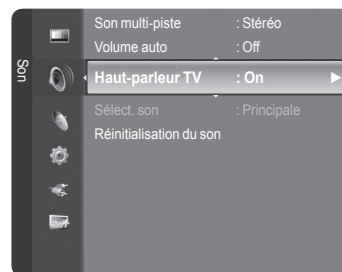 Son
Son multi-piste : Stéréo
Volume auto : Off
Haut-parleur TV : On
Sélect. son : Principale
Réinitialisation du son